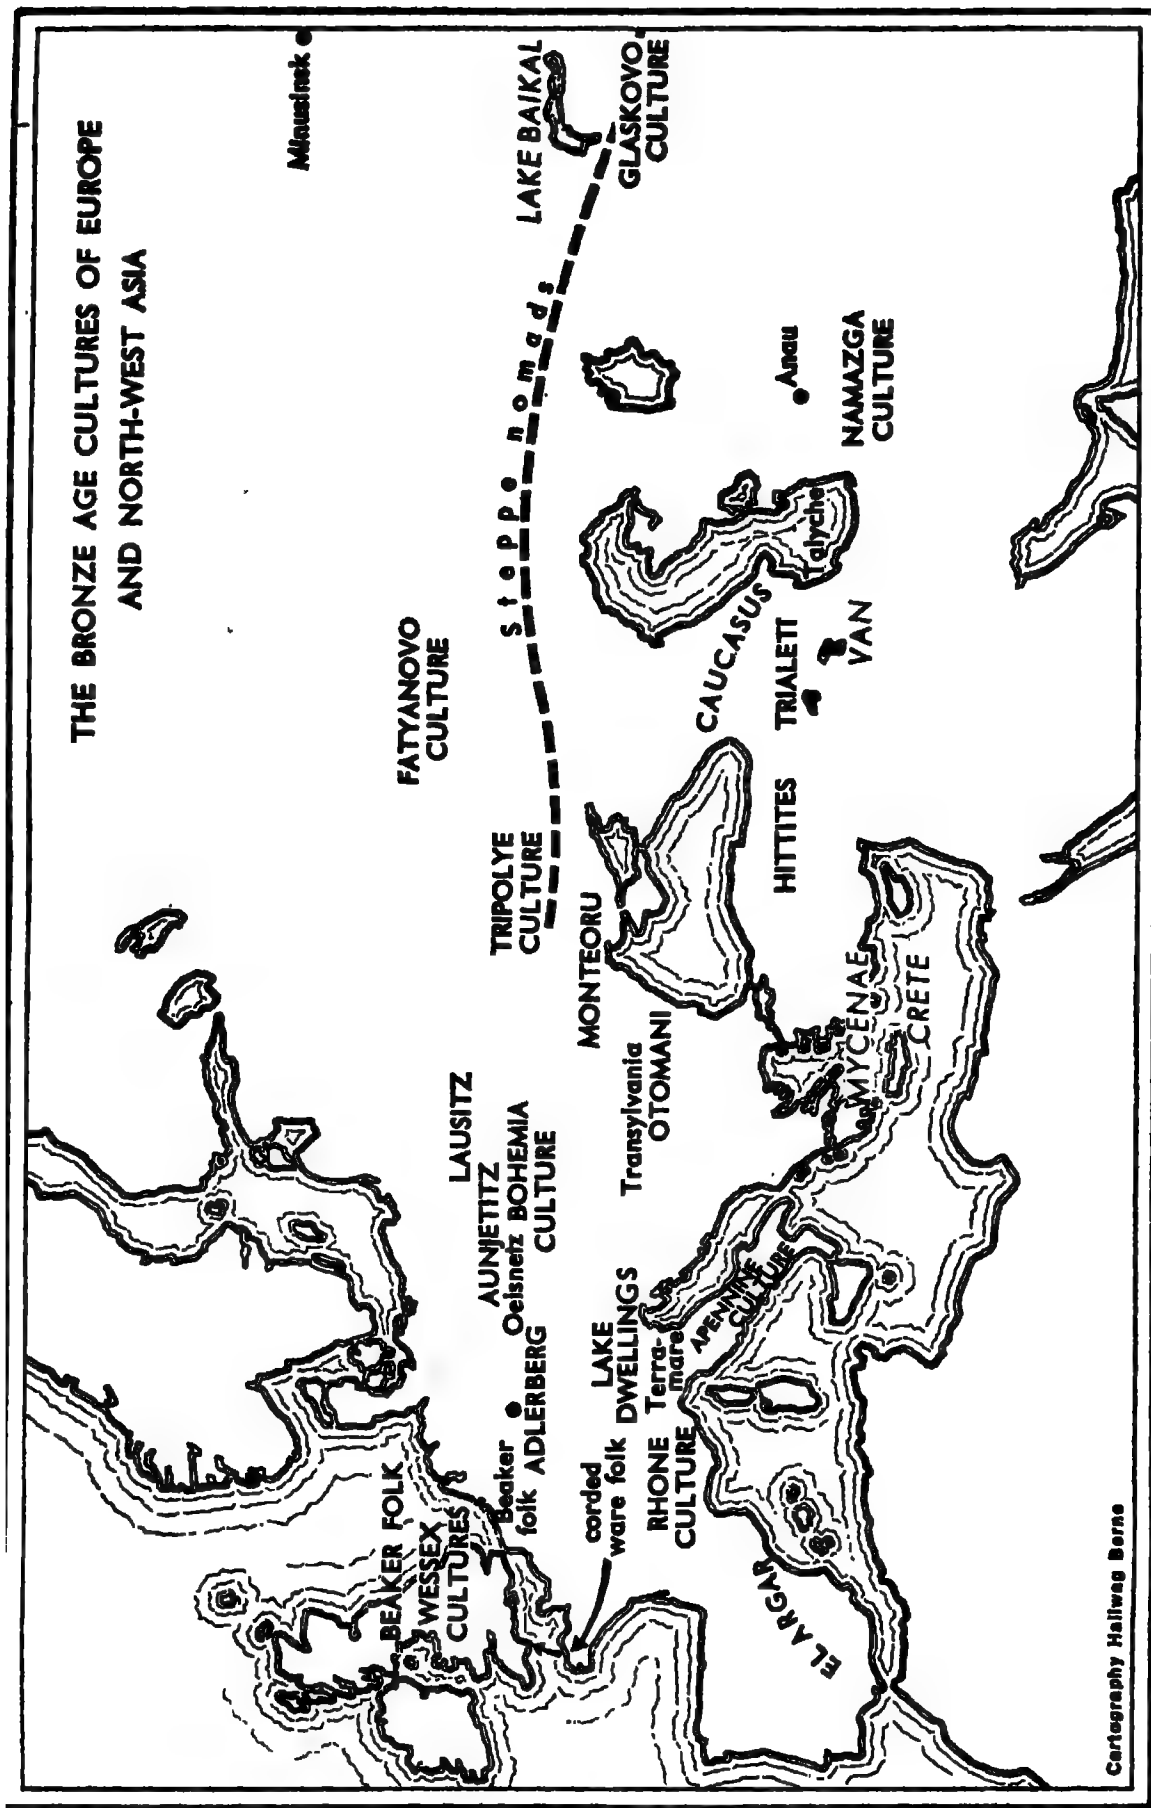 THE BRONZE AGE CULTURES OF EUROPE
AND NORTH-WEST ASIA
Minusinsk
LAKE BAIKAL
GLASKOVO
CULTURE
Steppe nomads
FATYANOVO
CULTURE
TRIPOLYE
CULTURE
MONTEORU
Transylvania
OTOMANI
LAUSITZ
AUNJETITZ
Oelsnetz BOHEMIA
CULTURE
Beaker
folk
ADLERBERG
BEAKER FOLK
WESSEX
CULTURES
corded
ware folk
LAKE
DWELLINGS
Terra-
mare
RHONE
CULTURE
APENNINE
CULTURE
EL ARGAR
MYCENAE
CRETE
HITTITES
CAUCASUS
TRIALETT
VAN
Talyche
Anau
NAMAZGA
CULTURE
Cartography Hallwag Berne